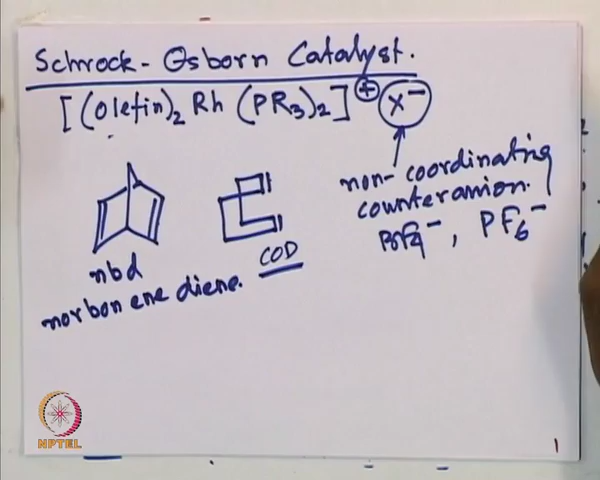 Schrock - Osborn Catalyst.
[(Olefin)₂ Rh (PR₃)₂]⊕ X⁻
non-coordinating
counteranion.
BF₄⁻, PF₆⁻
nbd
norbon ene diene.
COD
NPTEL
1